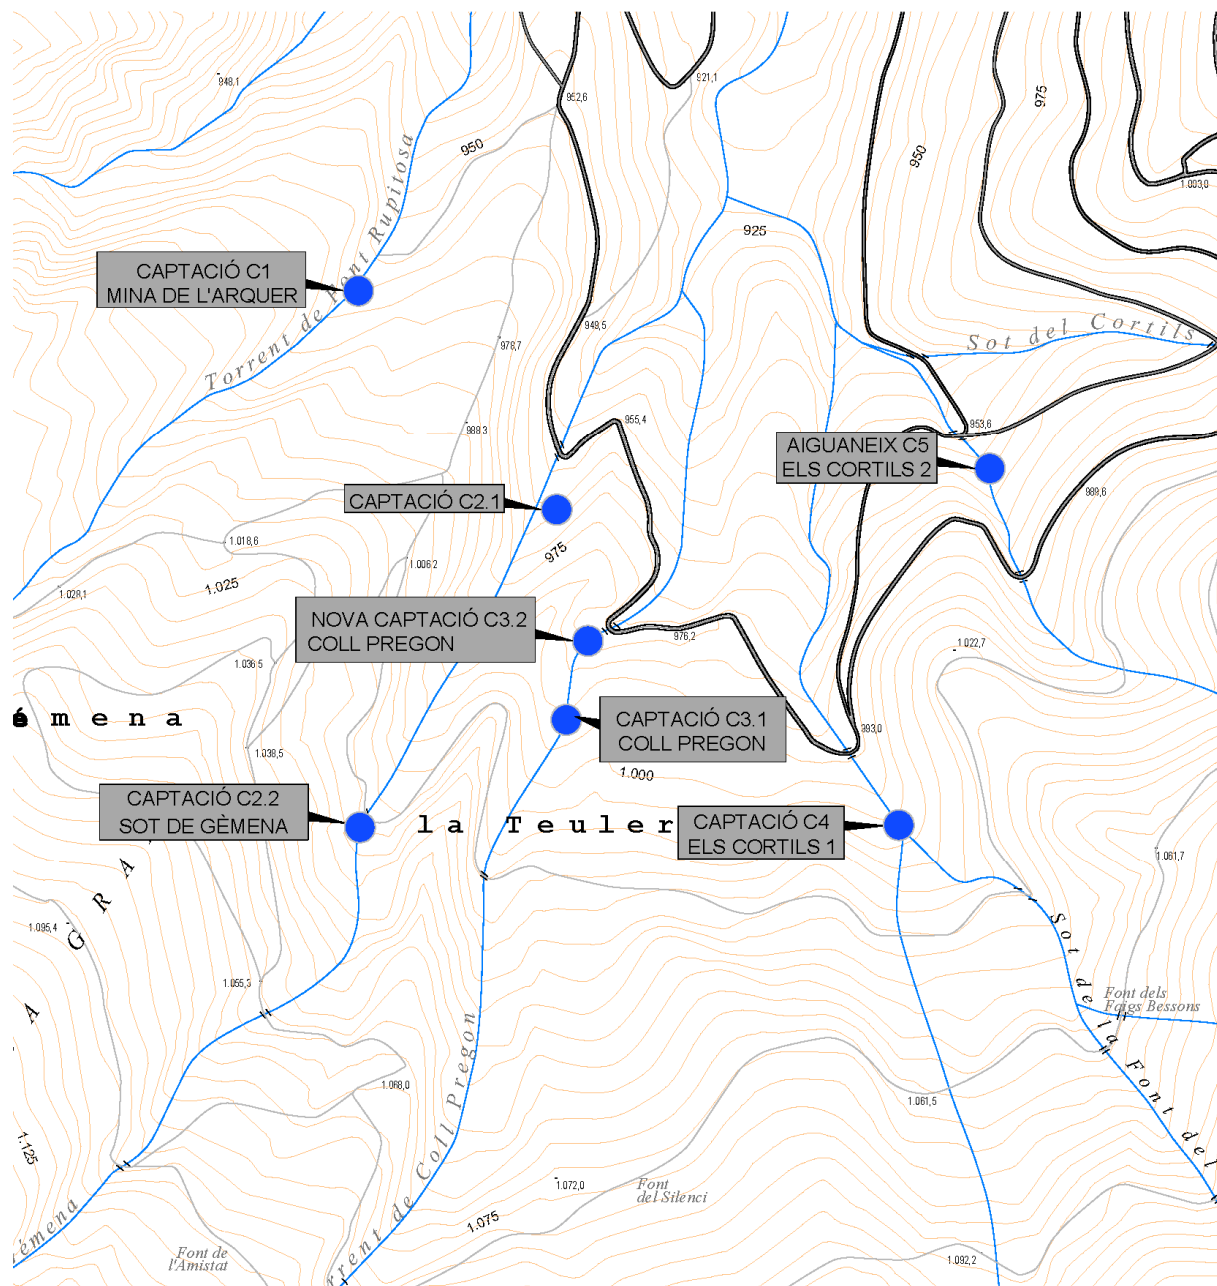 948,1
952,6
921,1
950
975
950
1.003,0
Torrent de Font Rupitosa
925
CAPTACIÓ C1
MINA DE L'ARQUER
949,5
978,7
Sot del Cortils
955,4
953,6
988,3
AIGUANEIX C5
ELS CORTILS 2
CAPTACIÓ C2.1
988,6
975
1.018,6
1.006,2
1.025
1.028,1
NOVA CAPTACIÓ C3.2
COLL PREGON
976,2
1.022,7
1.036,5
émena
CAPTACIÓ C3.1
COLL PREGON
993,0
1.038,5
1.000
CAPTACIÓ C2.2
SOT DE GÈMENA
la Teuler
CAPTACIÓ C4
ELS CORTILS 1
1.061,7
A GRA
1.095,4
1.055,3
Sot de la Font del
Font dels
Faigs Bessons
Torrent de Coll Pregon
1.068,0
1.061,5
1.125
1.072,0
Font
del Silenci
1.075
émena
Font de
l'Amistat
1.092,2